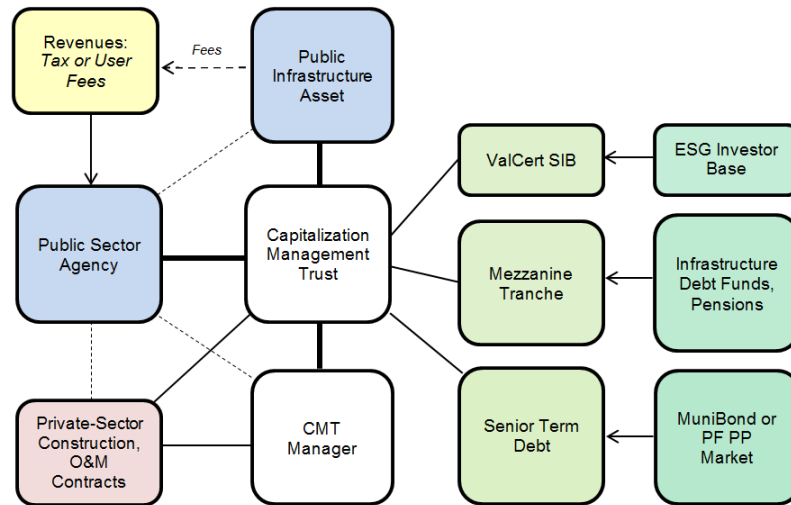 Revenues:
Tax or User
Fees
Fees
Public
Infrastructure
Asset
ValCert SIB
ESG Investor
Base
Public Sector
Agency
Capitalization
Management
Trust
Mezzanine
Tranche
Infrastructure
Debt Funds,
Pensions
Private-Sector
Construction,
O&M
Contracts
CMT
Manager
Senior Term
Debt
MuniBond or
PF PP
Market